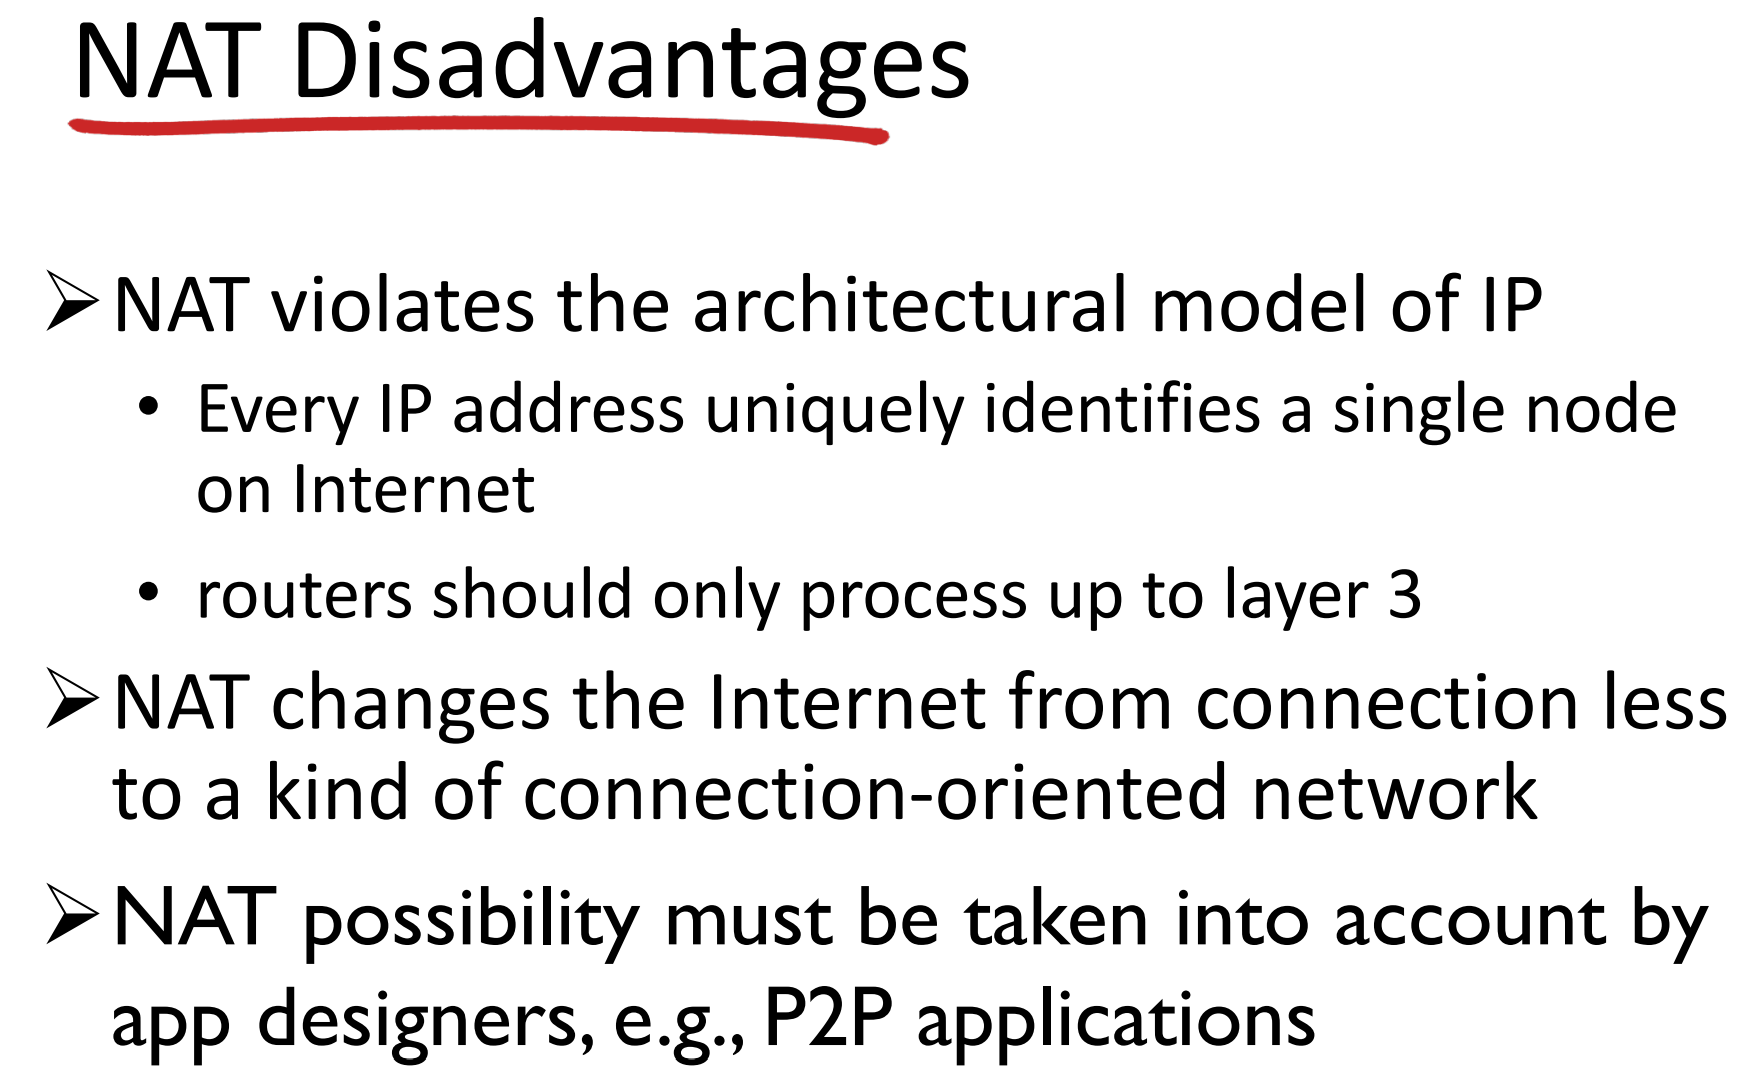 NAT Disadvantages
➢NAT violates the architectural model of IP
• Every IP address uniquely identifies a single node
on Internet
• routers should only process up to layer 3
➢NAT changes the Internet from connection less
to a kind of connection-oriented network
➢NAT possibility must be taken into account by
app designers, e.g., P2P applications